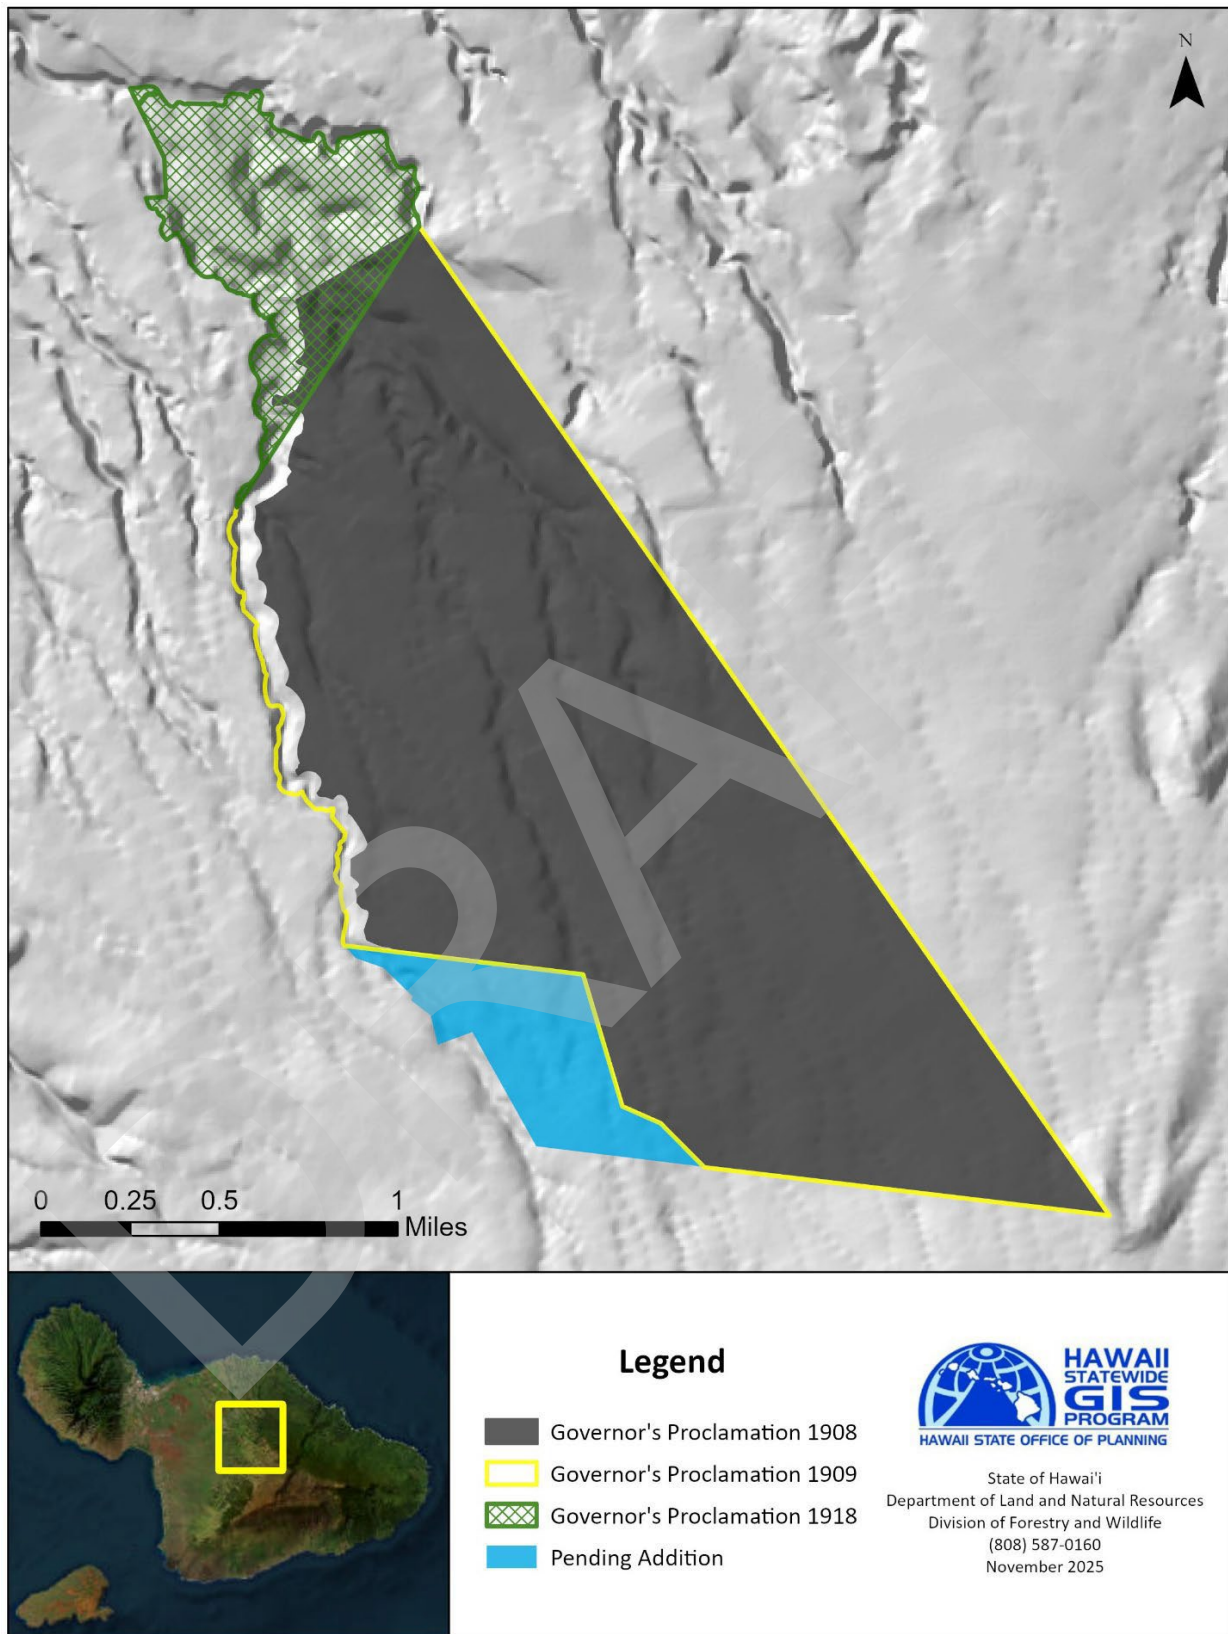 N
0 0.25 0.5 1
Miles
DRA
Legend
Governor's Proclamation 1908
Governor's Proclamation 1909
Governor's Proclamation 1918
Pending Addition
HAWAII
STATEWIDE
GIS
PROGRAM
HAWAII STATE OFFICE OF PLANNING
State of Hawai'i
Department of Land and Natural Resources
Division of Forestry and Wildlife
(808) 587-0160
November 2025